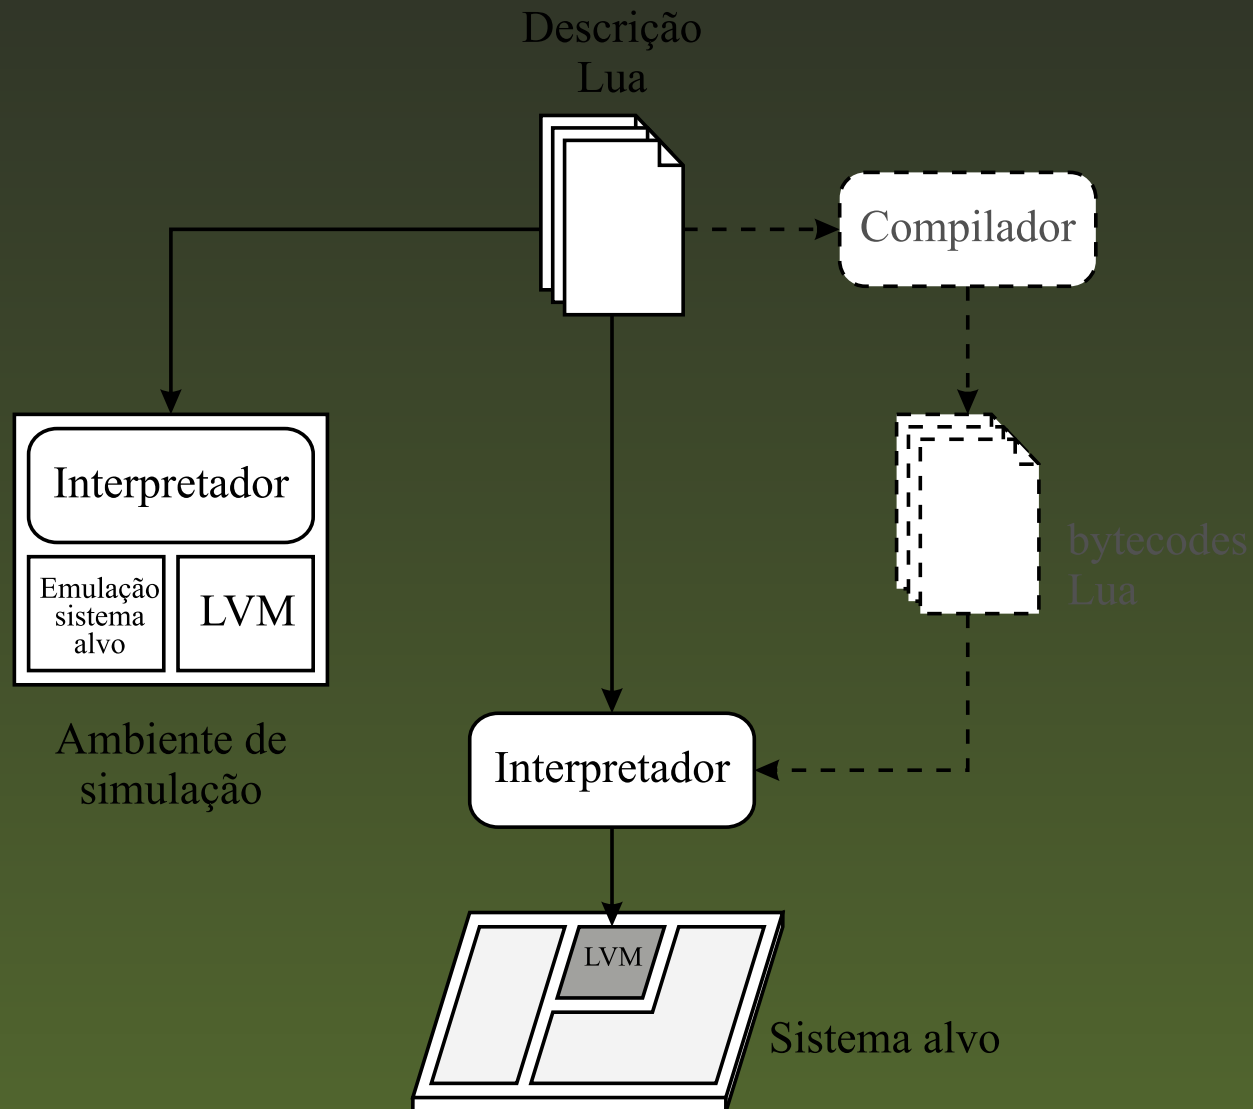 Descrição
Lua
Compilador
Interpretador
Emulação
sistema
alvo
LVM
bytecodes
Lua
Ambiente de
simulação
Interpretador
LVM
Sistema alvo